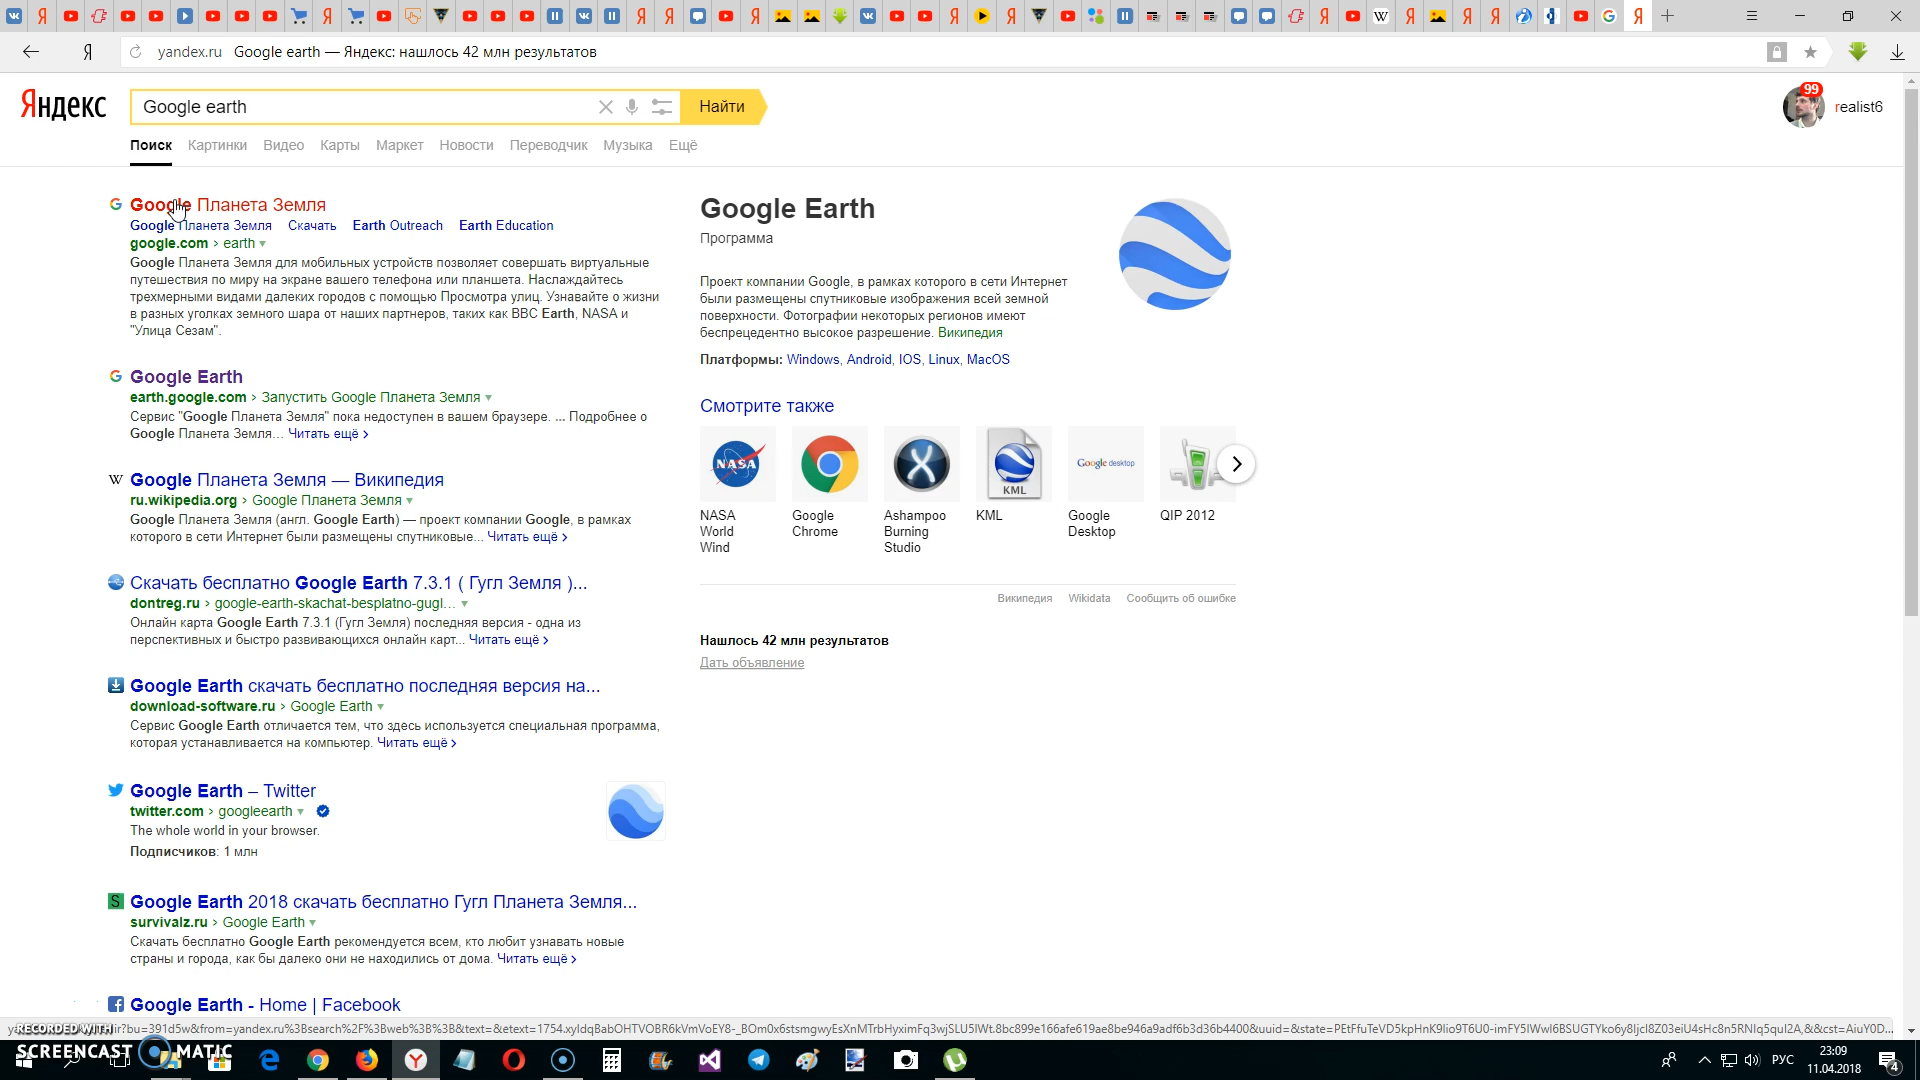 yandex.ru Google earth — Яндекс: нашлось 42 млн результатов
Яндекс
Google earth
Найти
99
realist6
Поиск Картинки Видео Карты Маркет Новости Переводчик Музыка Ещё
Google Планета Земля
Google Планета Земля Скачать Earth Outreach Earth Education
google.com › earth
Google Планета Земля для мобильных устройств позволяет совершать виртуальные
путешествия по миру на экране вашего телефона или планшета. Наслаждайтесь
трехмерными видами далеких городов с помощью Просмотра улиц. Узнавайте о жизни
в разных уголках земного шара от наших партнеров, таких как BBC Earth, NASA и
"Улица Сезам".
Google Earth
earth.google.com › Запустить Google Планета Земля
Сервис "Google Планета Земля" пока недоступен в вашем браузере. ... Подробнее о
Google Планета Земля... Читать ещё ›
Google Планета Земля — Википедия
ru.wikipedia.org › Google Планета Земля
Google Планета Земля (англ. Google Earth) — проект компании Google, в рамках
которого в сети Интернет были размещены спутниковые... Читать ещё ›
Скачать бесплатно Google Earth 7.3.1 ( Гугл Земля )...
dontreg.ru › google-earth-skachat-besplatno-gugl...
Онлайн карта Google Earth 7.3.1 (Гугл Земля) последняя версия - одна из
перспективных и быстро развивающихся онлайн карт... Читать ещё ›
Google Earth скачать бесплатно последняя версия на...
download-software.ru › Google Earth
Сервис Google Earth отличается тем, что здесь используется специальная программа,
которая устанавливается на компьютер. Читать ещё ›
Google Earth – Twitter
twitter.com › googleearth
The whole world in your browser.
Подписчиков: 1 млн
Google Earth 2018 скачать бесплатно Гугл Планета Земля...
survivalz.ru › Google Earth
Скачать бесплатно Google Earth рекомендуется всем, кто любит узнавать новые
страны и города, как бы далеко они не находились от дома. Читать ещё ›
Google Earth - Home | Facebook
Google Earth
Программа
Проект компании Google, в рамках которого в сети Интернет
были размещены спутниковые изображения всей земной
поверхности. Фотографии некоторых регионов имеют
беспрецедентно высокое разрешение. Википедия
Платформы: Windows, Android, IOS, Linux, MacOS
Смотрите также
NASA
KML
Google desktop
NASA World Wind
Google Chrome
Ashampoo Burning Studio
KML
Google Desktop
QIP 2012
Википедия Wikidata Сообщить об ошибке
Нашлось 42 млн результатов
Дать объявление
RECORDED WITH
SCREENCAST MATIC
РУС
23:09
11.04.2018
4